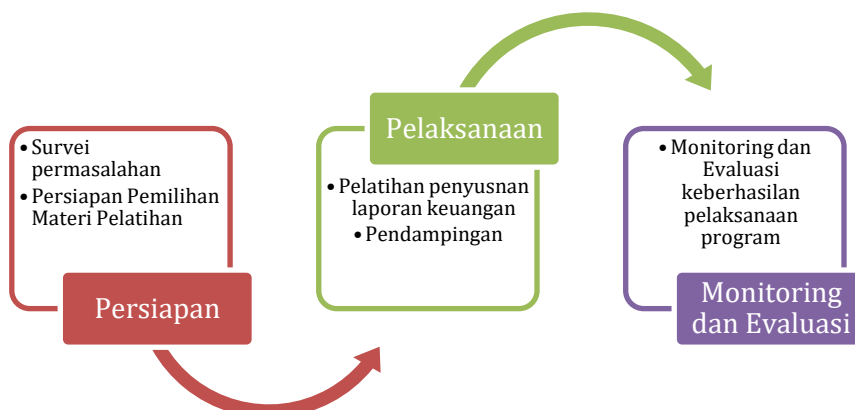 • Survei
permasalahan
• Persiapan Pemilihan
Materi Pelatihan
Persiapan
Pelaksanaan
• Pelatihan penyusnan
laporan keuangan
• Pendampingan
• Monitoring dan
Evaluasi
keberhasilan
pelaksanaan
program
Monitoring
dan Evaluasi